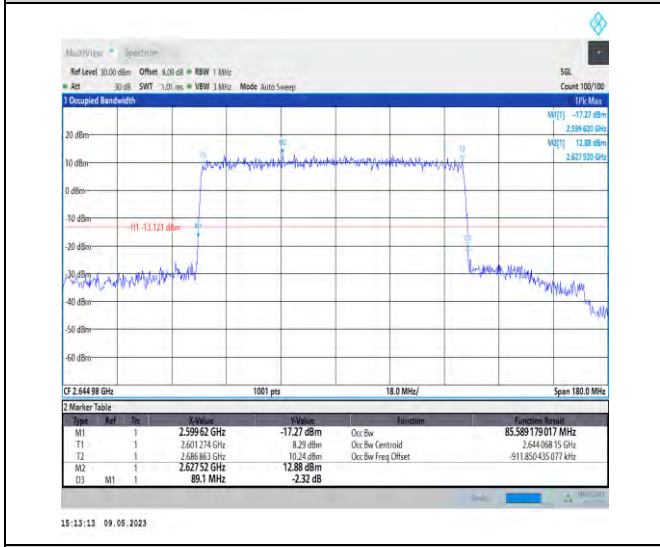 MultiView Spectrum
Ref Level 30.00 dBm Offset 8.00 dB RBW 1 MHz SGL
Att 30 dB SWT 1.01 ms VBW 3 MHz Mode Auto Sweep Count 100/100
1 Occupied Bandwidth 1Pk Max
M1[1] -17.27 dBm
2.599 620 GHz
M2[1] 12.88 dBm
2.627 520 GHz
20 dBm
M2
T1 T2
10 dBm
0 dBm
-10 dBm
H1 -13.121 dBm M1
-20 dBm
D3
-30 dBm
-40 dBm
-50 dBm
-60 dBm
CF 2.644 98 GHz 1001 pts 18.0 MHz/ Span 180.0 MHz
2 Marker Table
Type Ref Trc X-Value Y-Value Function Function Result
M1 1 2.599 62 GHz -17.27 dBm Occ Bw 85.589 179 017 MHz
T1 1 2.601 274 GHz 8.29 dBm Occ Bw Centroid 2.644 068 15 GHz
T2 1 2.686 863 GHz 10.24 dBm Occ Bw Freq Offset -911.850 435 077 kHz
M2 1 2.627 52 GHz 12.88 dBm
D3 M1 1 89.1 MHz -2.32 dB
15:13:13 09.05.2023